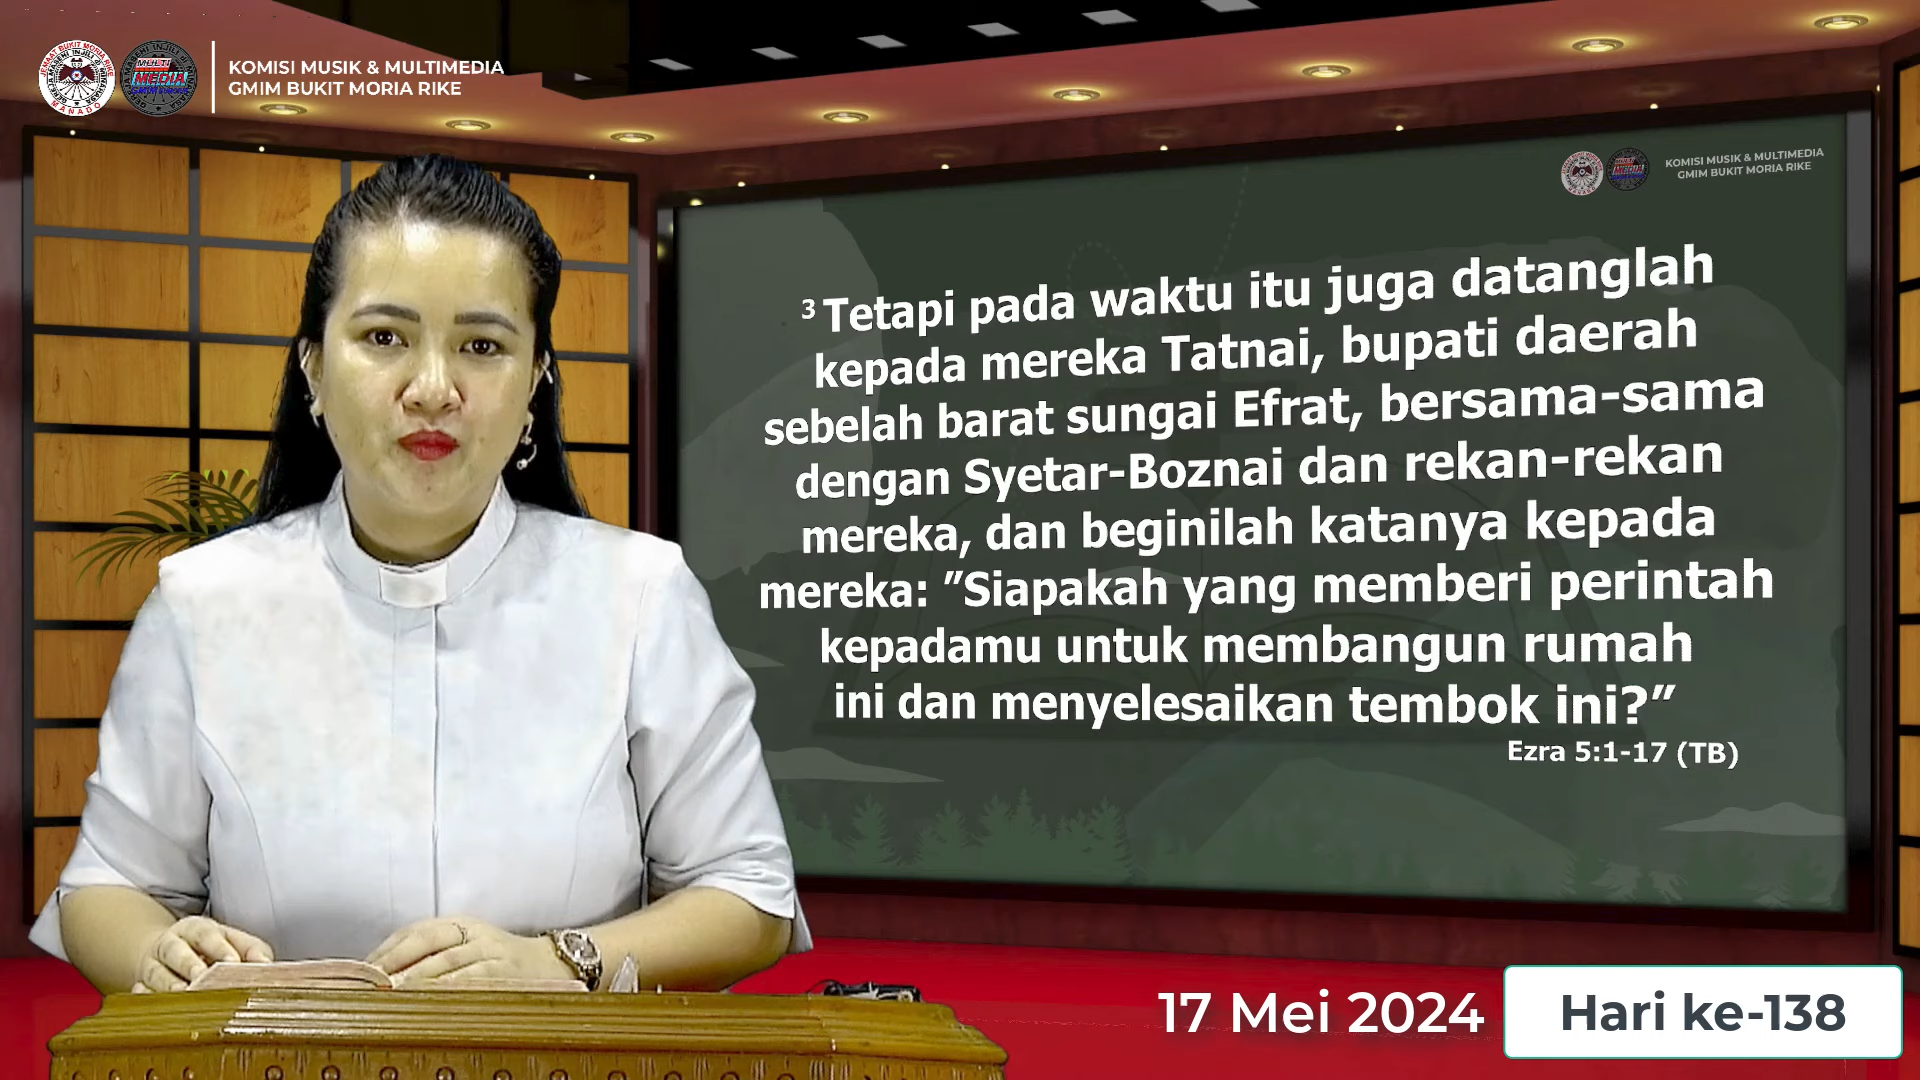 KOMISI MUSIK & MULTIMEDIA
GMIM BUKIT MORIA RIKE
MULTI
MEDIA
MANADO
KOMISI MUSIK & MULTIMEDIA
GMIM BUKIT MORIA RIKE
3 Tetapi pada waktu itu juga datanglah
kepada mereka Tatnai, bupati daerah
sebelah barat sungai Efrat, bersama-sama
dengan Syetar-Boznai dan rekan-rekan
mereka, dan beginilah katanya kepada
mereka: ”Siapakah yang memberi perintah
kepadamu untuk membangun rumah
ini dan menyelesaikan tembok ini?”
Ezra 5:1-17 (TB)
17 Mei 2024
Hari ke-138